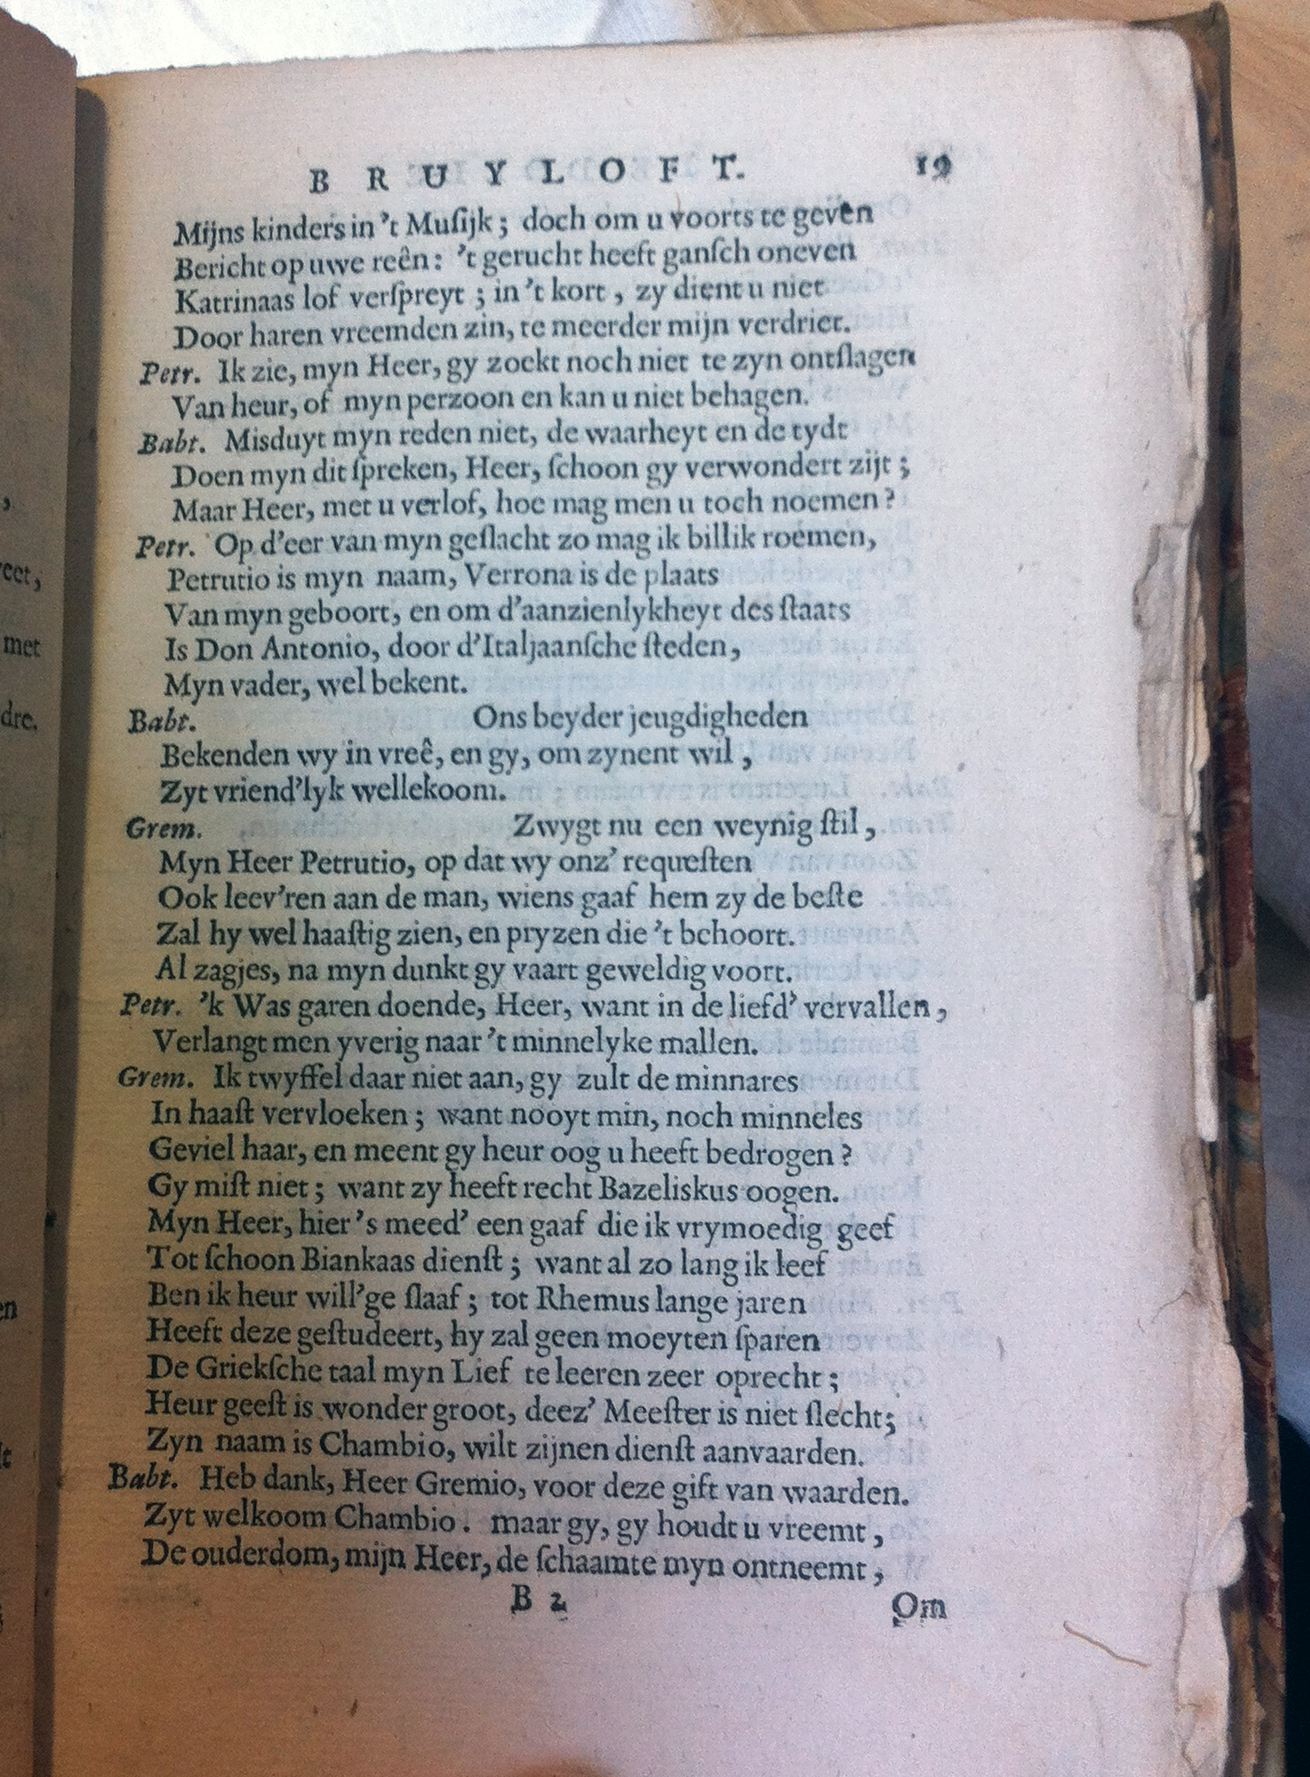 BRUYLOFT. 19
Mijns kinders in 't Muſijk; doch om u voorts te geven
Bericht op uwe reên: 't gerucht heeft ganſch oneven
Katrinaas lof verſpreyt; in 't kort, zy dient u niet
Door haren vreemden zin, te meerder mijn verdriet.
Petr. Ik zie, myn Heer, gy zoekt noch niet te zyn ontſlagen
Van heur, of myn perzoon en kan u niet behagen.
Babt. Misduyt myn reden niet, de waarheyt en de tydt
Doen myn dit ſpreken, Heer, ſchoon gy verwondert zijt;
Maar Heer, met u verlof, hoe mag men u toch noemen?
Petr. Op d'eer van myn geſlacht zo mag ik billik roemen,
Petrutio is myn naam, Verrona is de plaats
Van myn geboort, en om d'aanzienlykheyt des ſtaats
Is Don Antonio, door d'Italjaanſche ſteden,
Myn vader, wel bekent.
Babt. Ons beyder jeugdigheden
Bekenden wy in vreê, en gy, om zynent wil,
Zyt vriend'lyk wellekoom.
Grem. Zwygt nu een weynig ſtil,
Myn Heer Petrutio, op dat wy onz' requeſten
Ook leev'ren aan de man, wiens gaaf hem zy de beſte
Zal hy wel haaſtig zien, en pryzen die 't behoort.
Al zagjes, na myn dunkt gy vaart geweldig voort.
Petr. 'k Was garen doende, Heer, want in de liefd' vervallen,
Verlangt men yverig naar 't minnelyke mallen.
Grem. Ik twyffel daar niet aan, gy zult de minnares
In haaſt vervloeken; want nooyt min, noch minneles
Geviel haar, en meent gy heur oog u heeft bedrogen?
Gy miſt niet; want zy heeft recht Bazeliskus oogen.
Myn Heer, hier's meed' een gaaf die ik vrymoedig geef
Tot ſchoon Biankaas dienſt; want al zo lang ik leef
Ben ik heur will'ge ſlaaf; tot Rhemus lange jaren
Heeft deze geſtudeert, hy zal geen moeyten ſparen
De Griekſche taal myn Lief te leeren zeer oprecht;
Heur geeſt is wonder groot, deez' Meeſter is niet ſlecht;
Zyn naam is Chambio, wilt zijnen dienſt aanvaarden.
Babt. Heb dank, Heer Gremio, voor deze gift van waarden.
Zyt welkoom Chambio. maar gy, gy houdt u vreemt,
De ouderdom, mijn Heer, de ſchaamte myn ontneemt,
B 2 Om